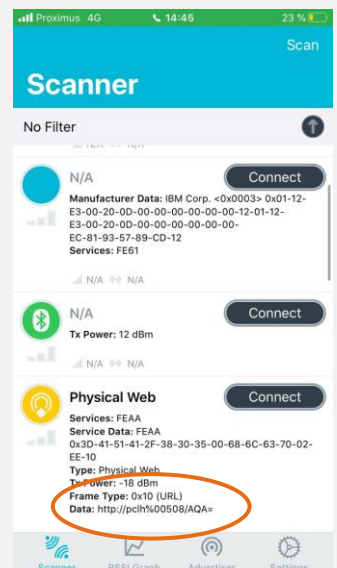 Proximus 4G 14:45 23 %
Scan
Scanner
No Filter
N/A N/A
N/A Connect
Manufacturer Data: IBM Corp. <0x0003> 0x01-12-
E3-00-20-0D-00-00-00-00-00-00-12-01-12-
E3-00-20-0D-00-00-00-00-00-00-
EC-81-93-57-89-CD-12
Services: FE61
N/A N/A
N/A Connect
Tx Power: 12 dBm
N/A N/A
Physical Web Connect
Services: FEAA
Service Data: FEAA
0x3D-41-51-41-2F-38-30-35-00-68-6C-63-70-02-
EE-10
Type: Physical Web
Tx Power: -18 dBm
Frame Type: 0x10 (URL)
Data: http://pclh%00508/AQA=
Scanner RSSI Graph Advertiser Settings